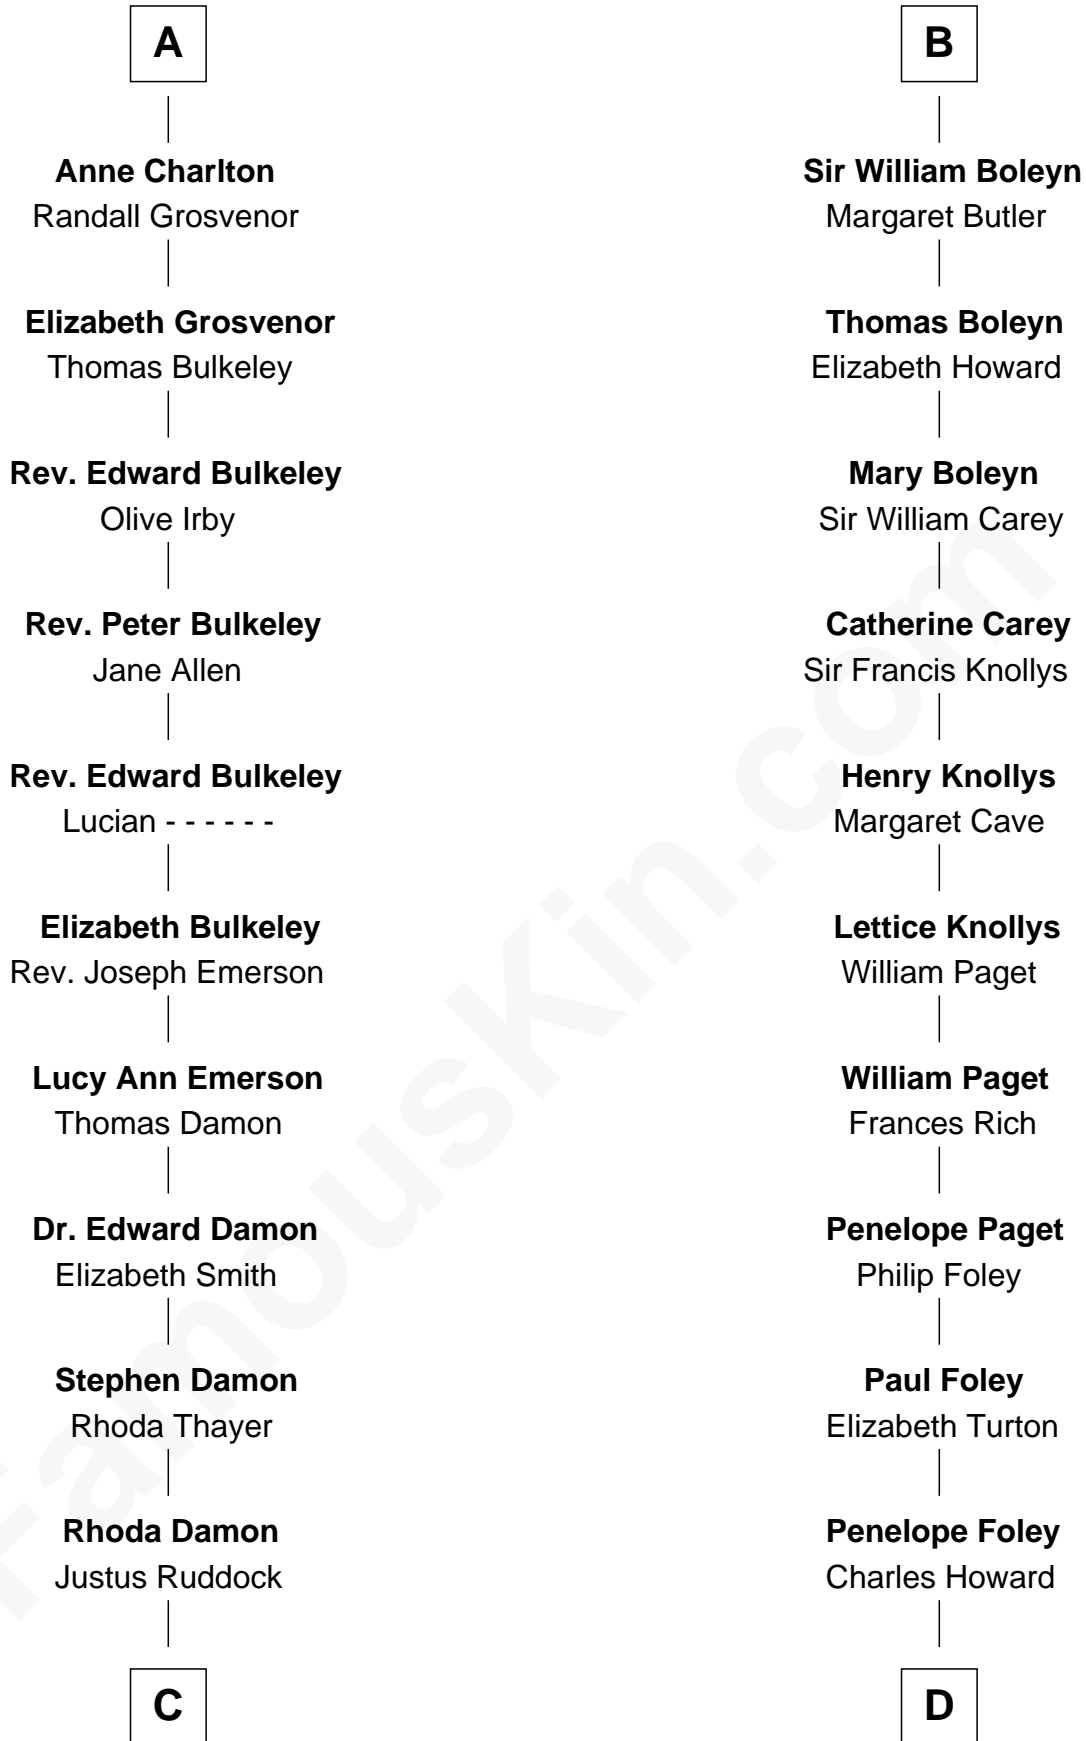 A
Anne Charlton
Randall Grosvenor
Elizabeth Grosvenor
Thomas Bulkeley
Rev. Edward Bulkeley
Olive Irby
Rev. Peter Bulkeley
Jane Allen
Rev. Edward Bulkeley
Lucian - - - - - -
Elizabeth Bulkeley
Rev. Joseph Emerson
Lucy Ann Emerson
Thomas Damon
Dr. Edward Damon
Elizabeth Smith
Stephen Damon
Rhoda Thayer
Rhoda Damon
Justus Ruddock
C
B
Sir William Boleyn
Margaret Butler
Thomas Boleyn
Elizabeth Howard
Mary Boleyn
Sir William Carey
Catherine Carey
Sir Francis Knollys
Henry Knollys
Margaret Cave
Lettice Knollys
William Paget
William Paget
Frances Rich
Penelope Paget
Philip Foley
Paul Foley
Elizabeth Turton
Penelope Foley
Charles Howard
D
FamousKin.com